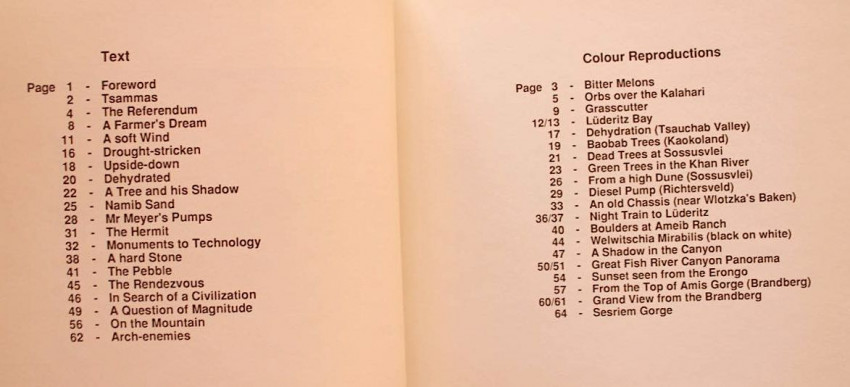 Text
Page 1 - Foreword
2 - Tsammas
4 - The Referendum
8 - A Farmer's Dream
11 - A soft Wind
16 - Drought-stricken
18 - Upside-down
20 - Dehydrated
22 - A Tree and his Shadow
25 - Namib Sand
28 - Mr Meyer's Pumps
31 - The Hermit
32 - Monuments to Technology
38 - A hard Stone
41 - The Pebble
45 - The Rendezvous
46 - In Search of a Civilization
49 - A Question of Magnitude
56 - On the Mountain
62 - Arch-enemies
Colour Reproductions
Page 3 - Bitter Melons
5 - Orbs over the Kalahari
9 - Grasscutter
12/13 - Lüderitz Bay
17 - Dehydration (Tsauchab Valley)
19 - Baobab Trees (Kaokoland)
21 - Dead Trees at Sossusvlei
23 - Green Trees in the Khan River
26 - From a high Dune (Sossusvlei)
29 - Diesel Pump (Richtersveld)
33 - An old Chassis (near Wlotzka's Baken)
36/37 - Night Train to Lüderitz
40 - Boulders at Ameib Ranch
44 - Welwitschia Mirabilis (black on white)
47 - A Shadow in the Canyon
50/51 - Great Fish River Canyon Panorama
54 - Sunset seen from the Erongo
57 - From the Top of Amis Gorge (Brandberg)
60/61 - Grand View from the Brandberg
64 - Sesriem Gorge